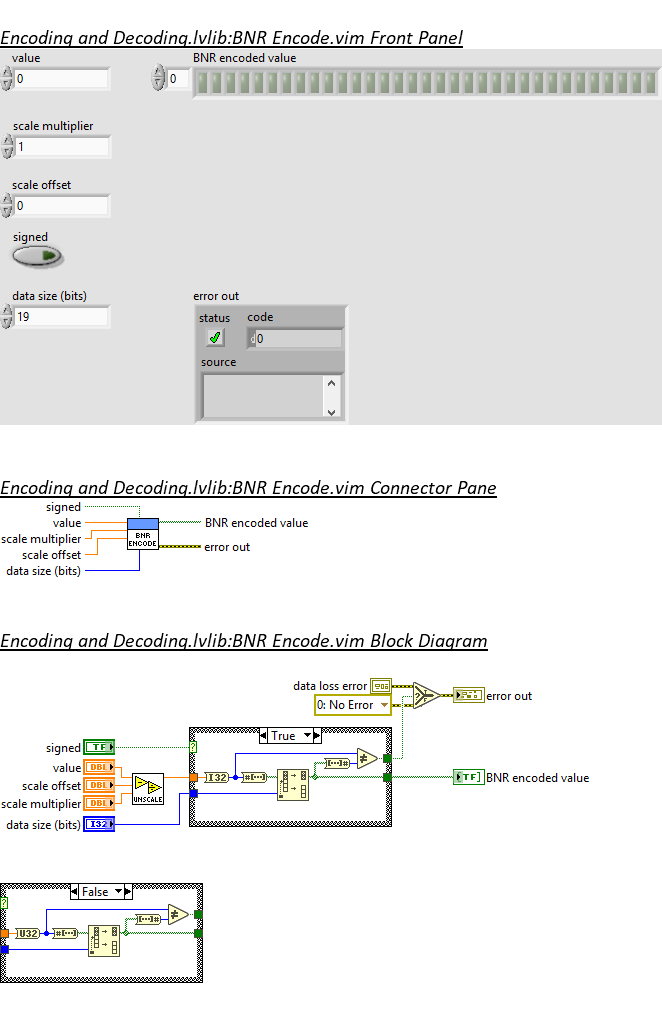 Encoding and Decoding.lvlib:BNR Encode.vim Front Panel
value
BNR encoded value
0
0
scale multiplier
1
scale offset
0
signed
data size (bits)
19
error out
status
code
0
source
Encoding and Decoding.lvlib:BNR Encode.vim Connector Pane
signed
value
scale multiplier
scale offset
data size (bits)
BNR
ENCODE
BNR encoded value
error out
Encoding and Decoding.lvlib:BNR Encode.vim Block Diagram
data loss error
0: No Error
T
F
?
error out
True
signed
TF
?
value
DBL
scale offset
DBL
scale multiplier
DBL
UNSCALE
data size (bits)
I32
I32
#[···]
[···]#
≠
TF]
BNR encoded value
False
?
U32
#[···]
[···]#
≠